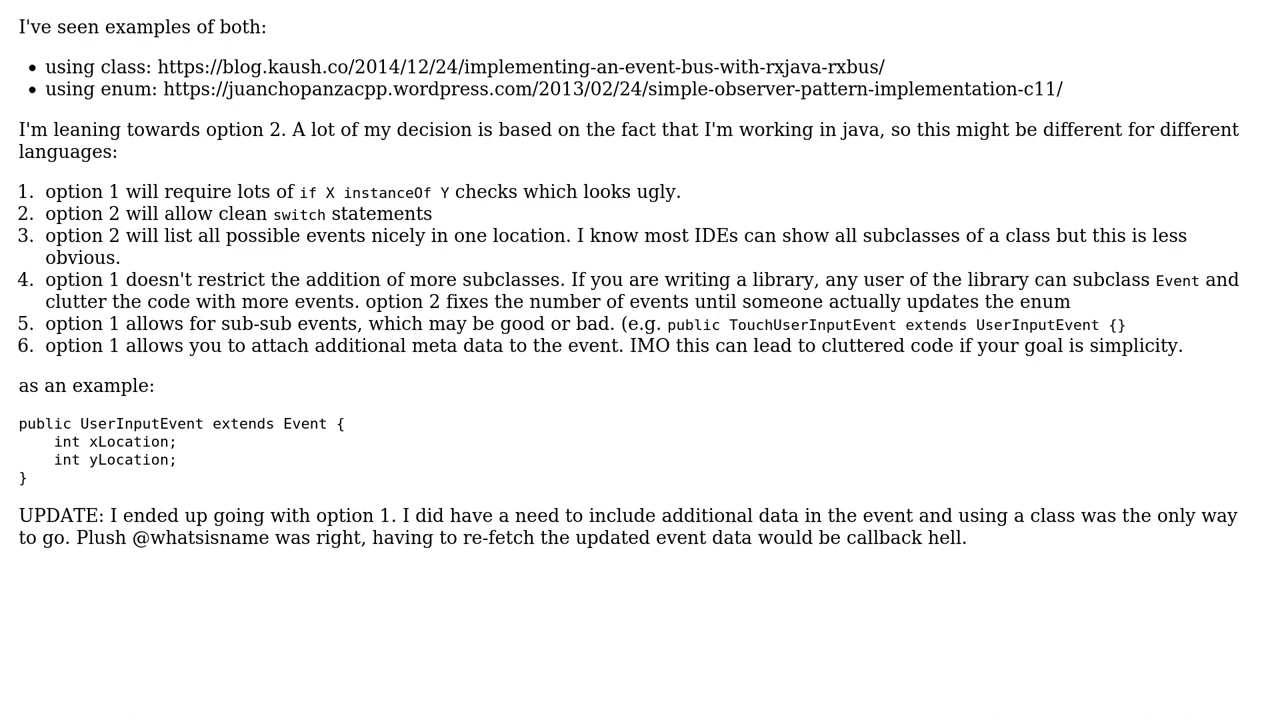 I've seen examples of both:
• using class: https://blog.kaush.co/2014/12/24/implementing-an-event-bus-with-rxjava-rxbus/
• using enum: https://juanchopanzacpp.wordpress.com/2013/02/24/simple-observer-pattern-implementation-c11/
I'm leaning towards option 2. A lot of my decision is based on the fact that I'm working in java, so this might be different for different
languages:
1. option 1 will require lots of if X instanceOf Y checks which looks ugly.
2. option 2 will allow clean switch statements
3. option 2 will list all possible events nicely in one location. I know most IDEs can show all subclasses of a class but this is less
obvious.
4. option 1 doesn't restrict the addition of more subclasses. If you are writing a library, any user of the library can subclass Event and
clutter the code with more events. option 2 fixes the number of events until someone actually updates the enum
5. option 1 allows for sub-sub events, which may be good or bad. (e.g. public TouchUserInputEvent extends UserInputEvent {}
6. option 1 allows you to attach additional meta data to the event. IMO this can lead to cluttered code if your goal is simplicity.
as an example:
public UserInputEvent extends Event {
    int xLocation;
    int yLocation;
}
UPDATE: I ended up going with option 1. I did have a need to include additional data in the event and using a class was the only way
to go. Plush @whatsisname was right, having to re-fetch the updated event data would be callback hell.